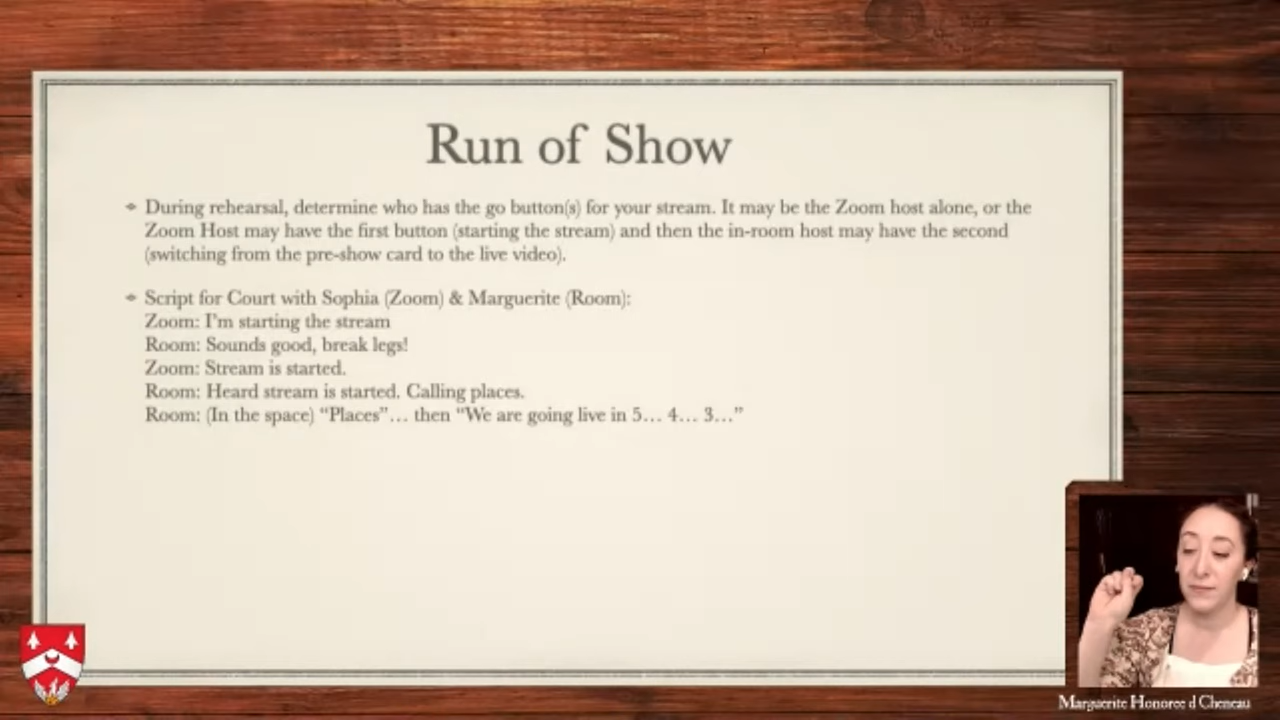 Run of Show
During rehearsal, determine who has the go button(s) for your stream. It may be the Zoom host alone, or the
Zoom Host may have the first button (starting the stream) and then the in-room host may have the second
(switching from the pre-show card to the live video).
Script for Court with Sophia (Zoom) & Marguerite (Room):
Zoom: I'm starting the stream
Room: Sounds good, break legs!
Zoom: Stream is started.
Room: Heard stream is started. Calling places.
Room: (In the space) “Places”… then “We are going live in 5… 4… 3…”
Marguerite Honoree d Cheneau